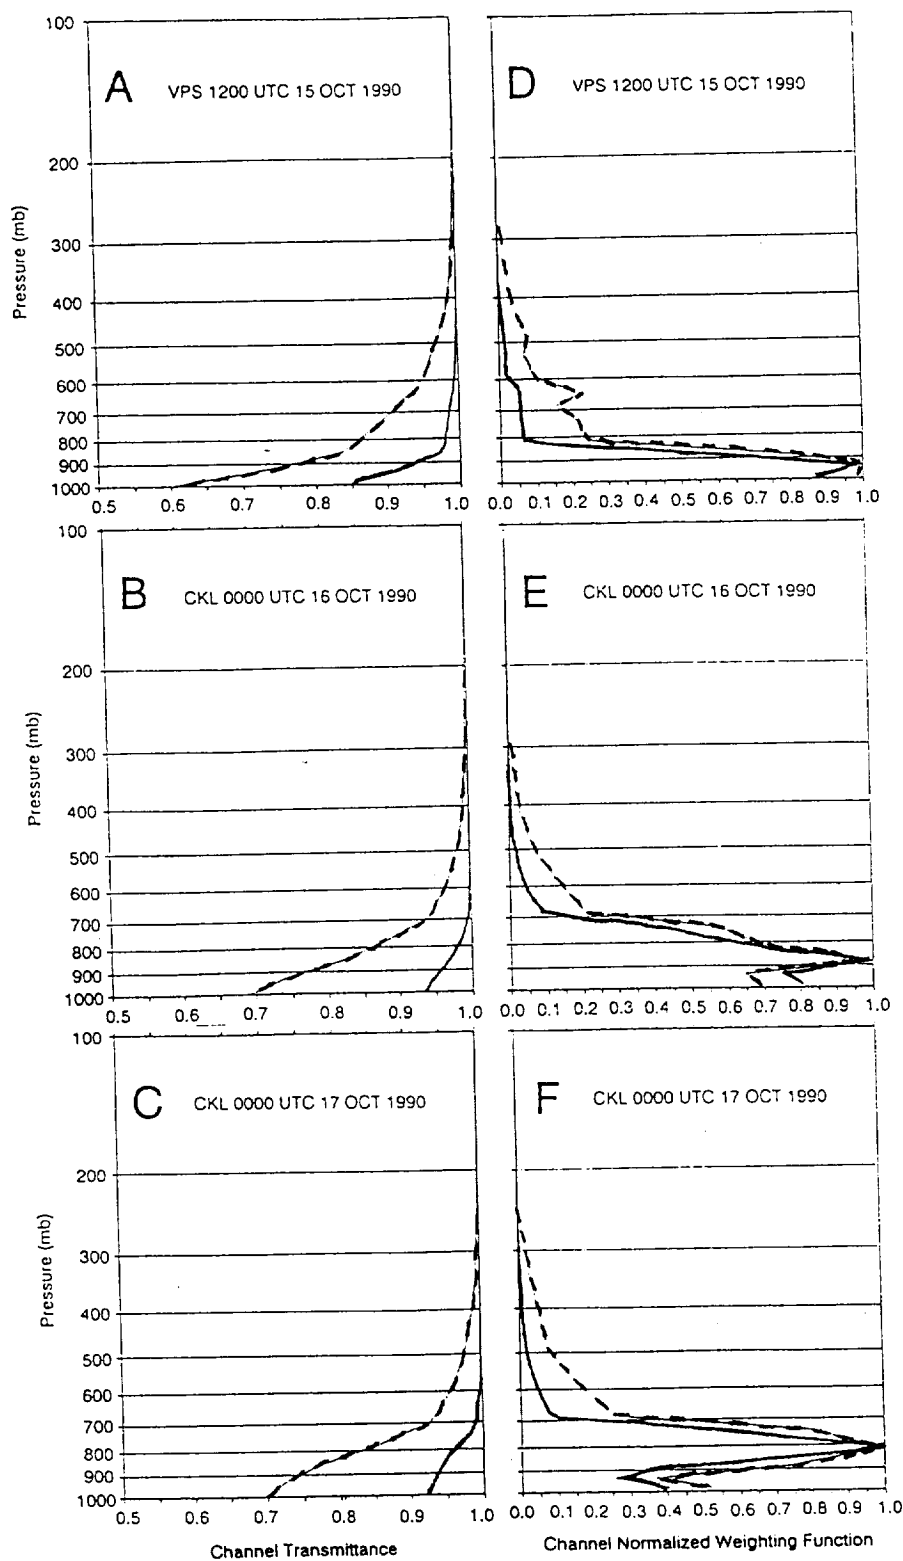 A VPS 1200 UTC 15 OCT 1990
100
200
300
400
500
600
700
800
900
1000
Pressure (mb)
0.5 0.6 0.7 0.8 0.9 1.0
D VPS 1200 UTC 15 OCT 1990
0.0 0.1 0.2 0.3 0.4 0.5 0.6 0.7 0.8 0.9 1.0
B CKL 0000 UTC 16 OCT 1990
100
200
300
400
500
600
700
800
900
1000
Pressure (mb)
0.5 0.6 0.7 0.8 0.9 1.0
E CKL 0000 UTC 16 OCT 1990
0.0 0.1 0.2 0.3 0.4 0.5 0.6 0.7 0.8 0.9 1.0
C CKL 0000 UTC 17 OCT 1990
100
200
300
400
500
600
700
800
900
1000
Pressure (mb)
0.5 0.6 0.7 0.8 0.9 1.0
Channel Transmittance
F CKL 0000 UTC 17 OCT 1990
0.0 0.1 0.2 0.3 0.4 0.5 0.6 0.7 0.8 0.9 1.0
Channel Normalized Weighting Function